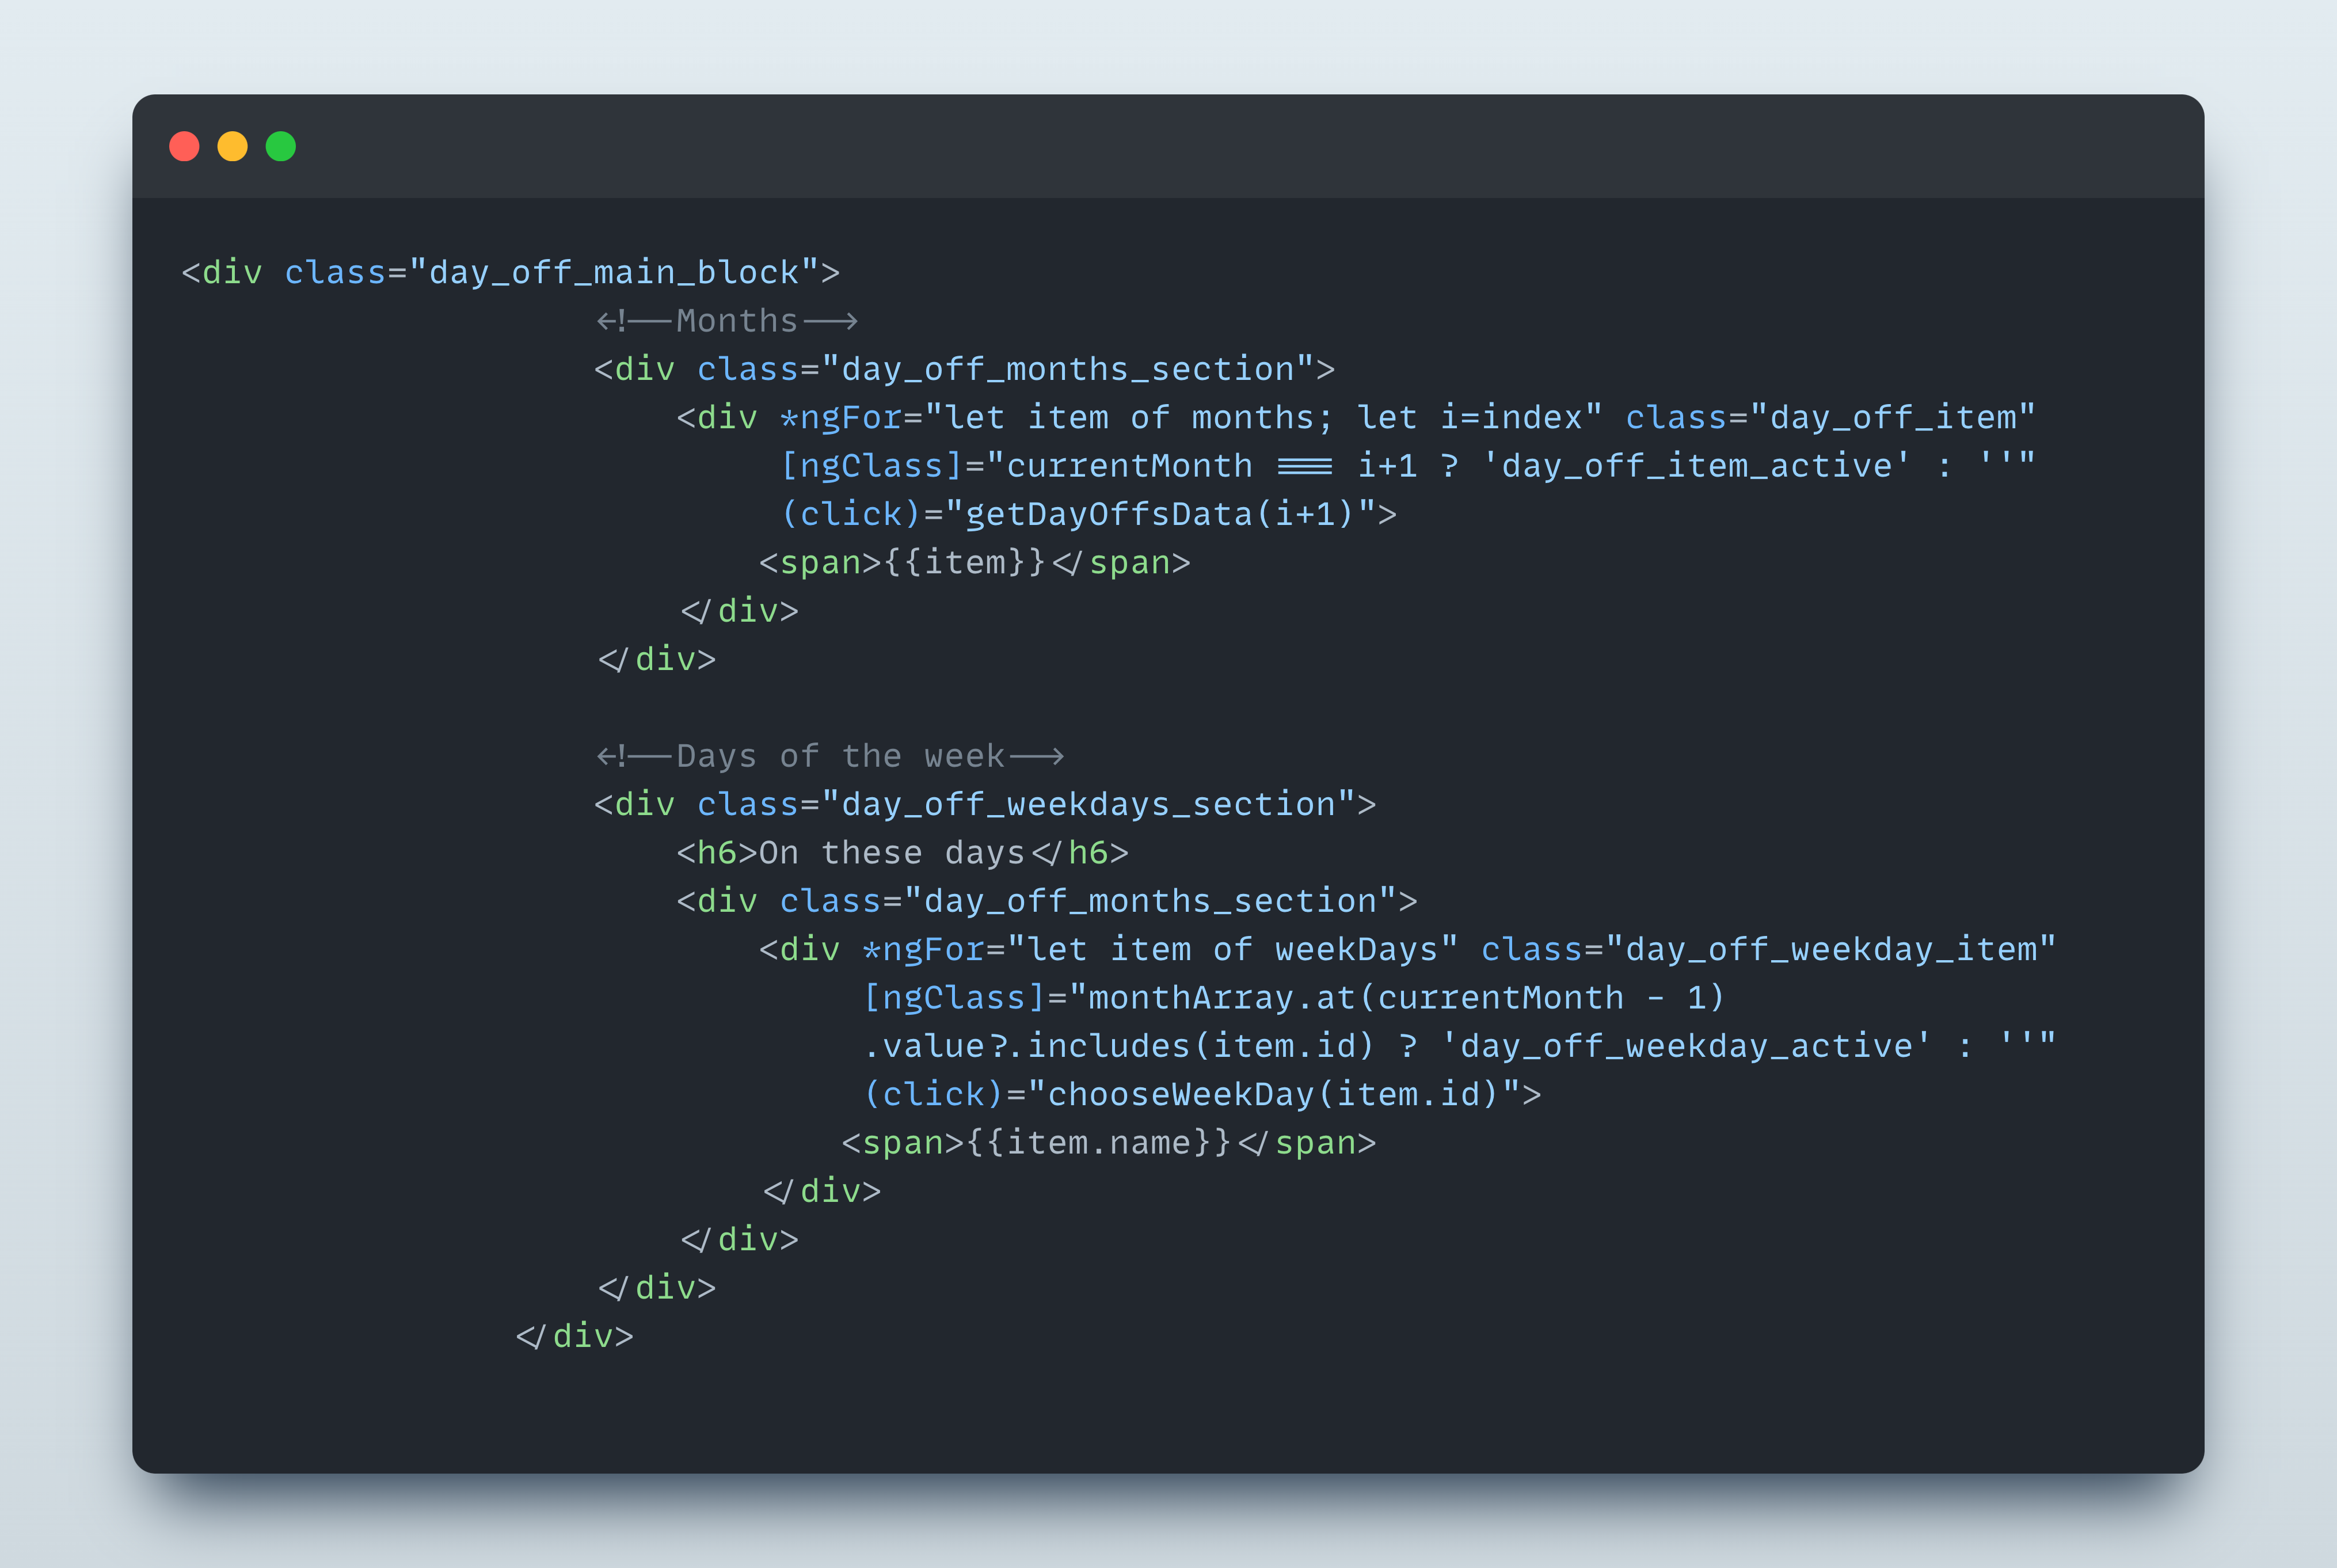 <div class="day_off_main_block">
<!--Months-->
<div class="day_off_months_section">
<div *ngFor="let item of months; let i=index" class="day_off_item"
[ngClass]="currentMonth === i+1 ? 'day_off_item_active' : ''"
(click)="getDayOffsData(i+1)">
<span>{{item}}</span>
</div>
</div>
<!--Days of the week-->
<div class="day_off_weekdays_section">
<h6>On these days</h6>
<div class="day_off_months_section">
<div *ngFor="let item of weekDays" class="day_off_weekday_item"
[ngClass]="monthArray.at(currentMonth - 1)
.value?.includes(item.id) ? 'day_off_weekday_active' : ''"
(click)="chooseWeekDay(item.id)">
<span>{{item.name}}</span>
</div>
</div>
</div>
</div>